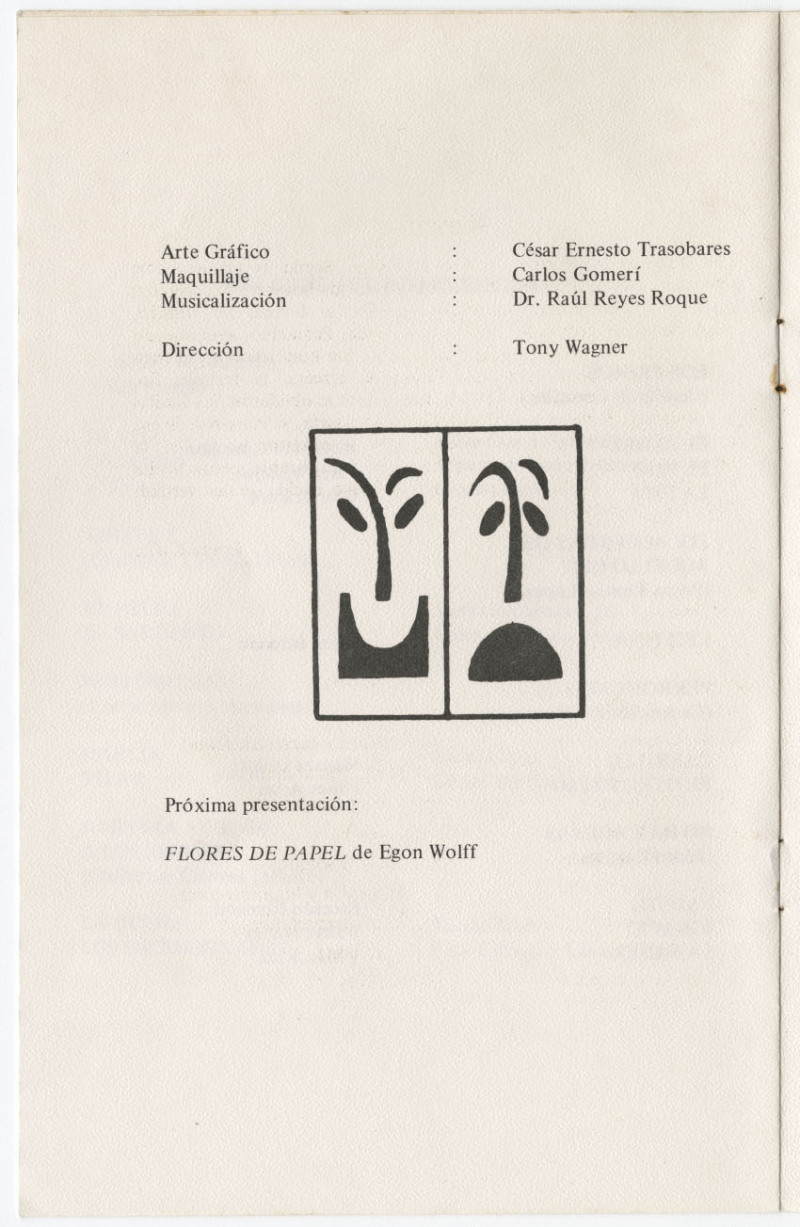 Arte Gráfico : César Ernesto Trasobares
Maquillaje : Carlos Gomerí
Musicalización : Dr. Raúl Reyes Roque
Dirección : Tony Wagner
Próxima presentación:
FLORES DE PAPEL de Egon Wolff